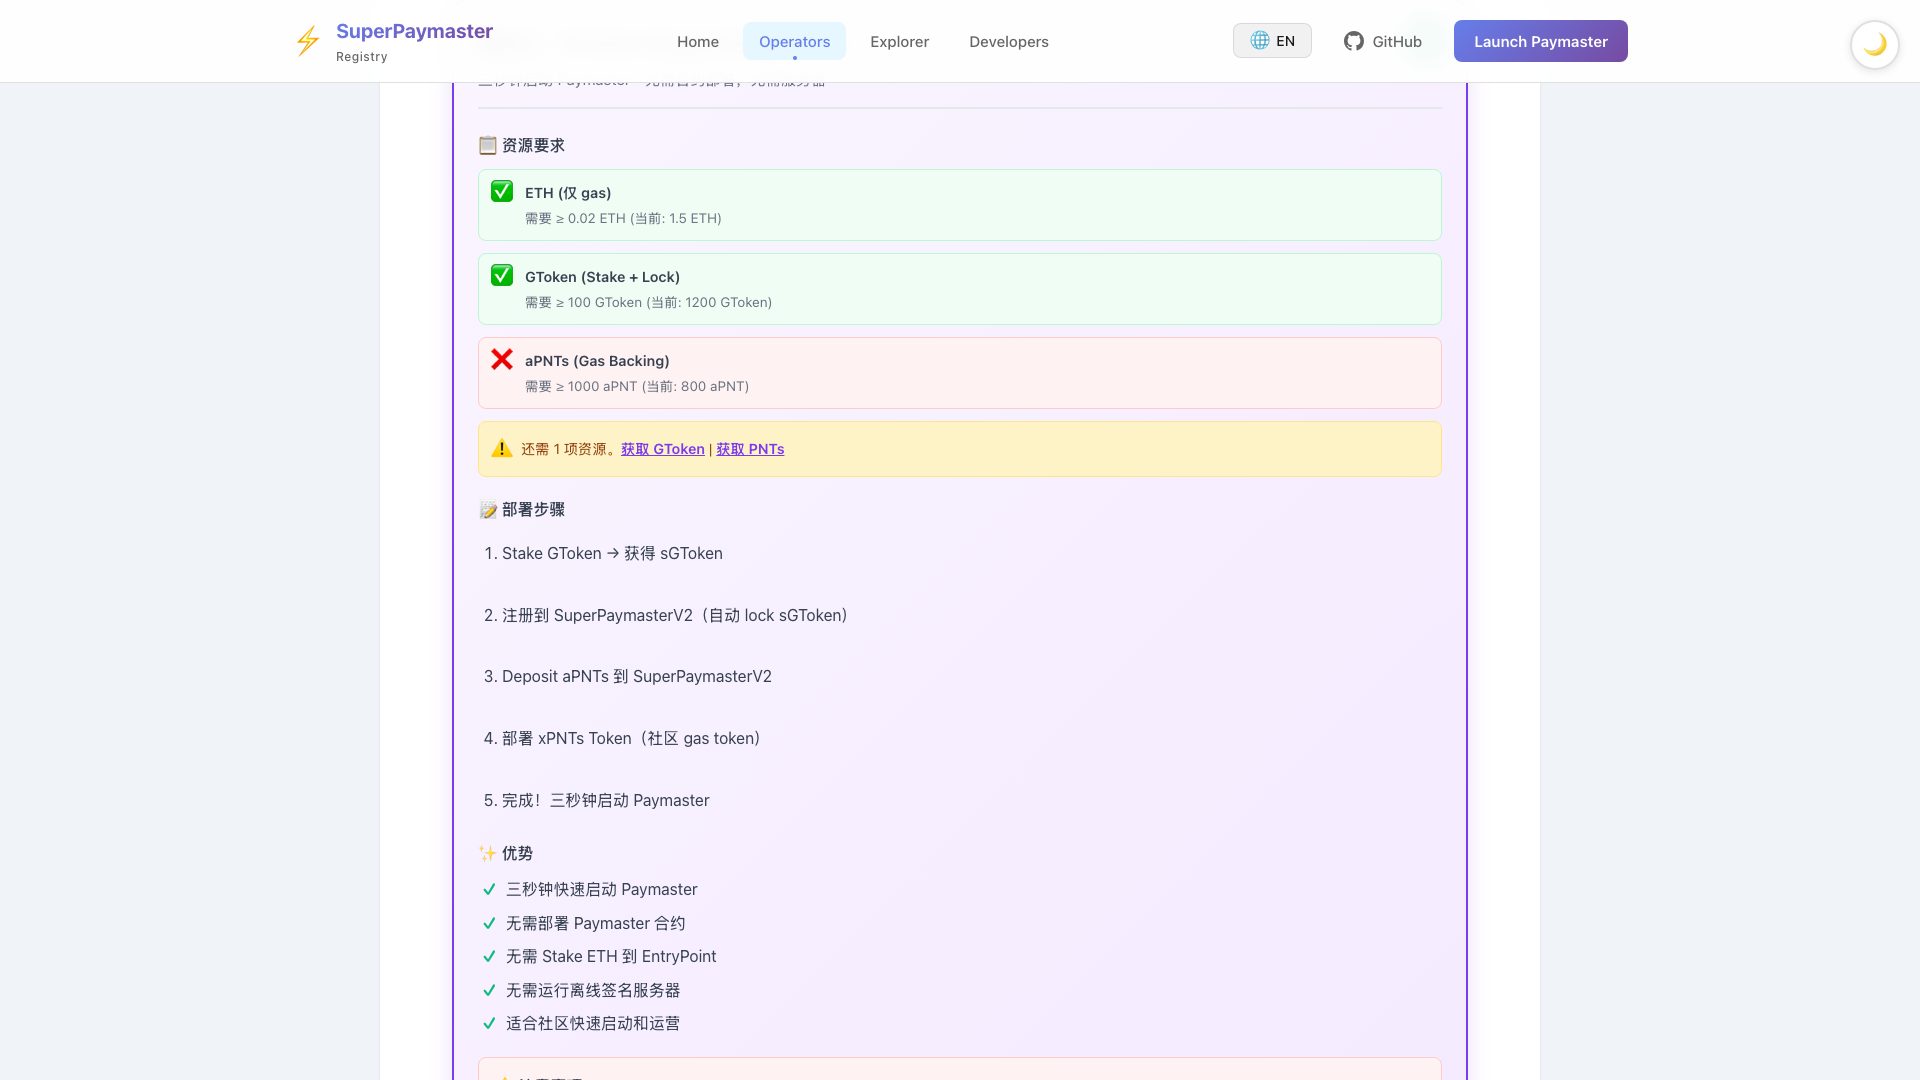 SuperPaymaster
Registry
Home
Operators
Explorer
Developers
EN
GitHub
Launch Paymaster
资源要求
ETH (仅 gas)
需要 ≥ 0.02 ETH (当前: 1.5 ETH)
GToken (Stake + Lock)
需要 ≥ 100 GToken (当前: 1200 GToken)
aPNTs (Gas Backing)
需要 ≥ 1000 aPNT (当前: 800 aPNT)
还需 1 项资源。获取 GToken | 获取 PNTs
部署步骤
1. Stake GToken → 获得 sGToken
2. 注册到 SuperPaymasterV2（自动 lock sGToken）
3. Deposit aPNTs 到 SuperPaymasterV2
4. 部署 xPNTs Token（社区 gas token）
5. 完成！三秒钟启动 Paymaster
优势
三秒钟快速启动 Paymaster
无需部署 Paymaster 合约
无需 Stake ETH 到 EntryPoint
无需运行离线签名服务器
适合社区快速启动和运营